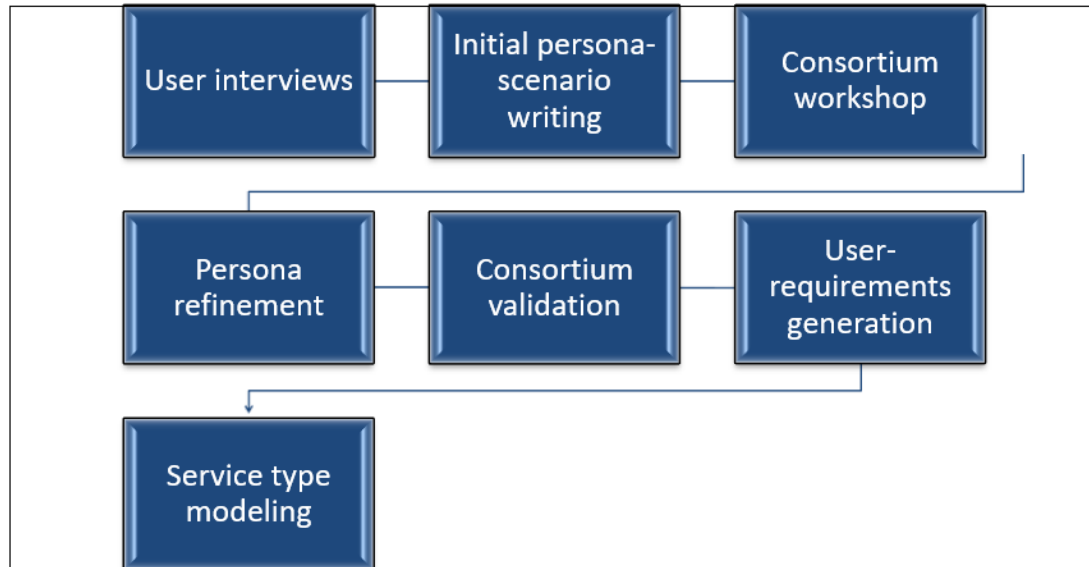 User interviews
Initial persona-
scenario
writing
Consortium
workshop
Persona
refinement
Consortium
validation
User-
requirements
generation
Service type
modeling